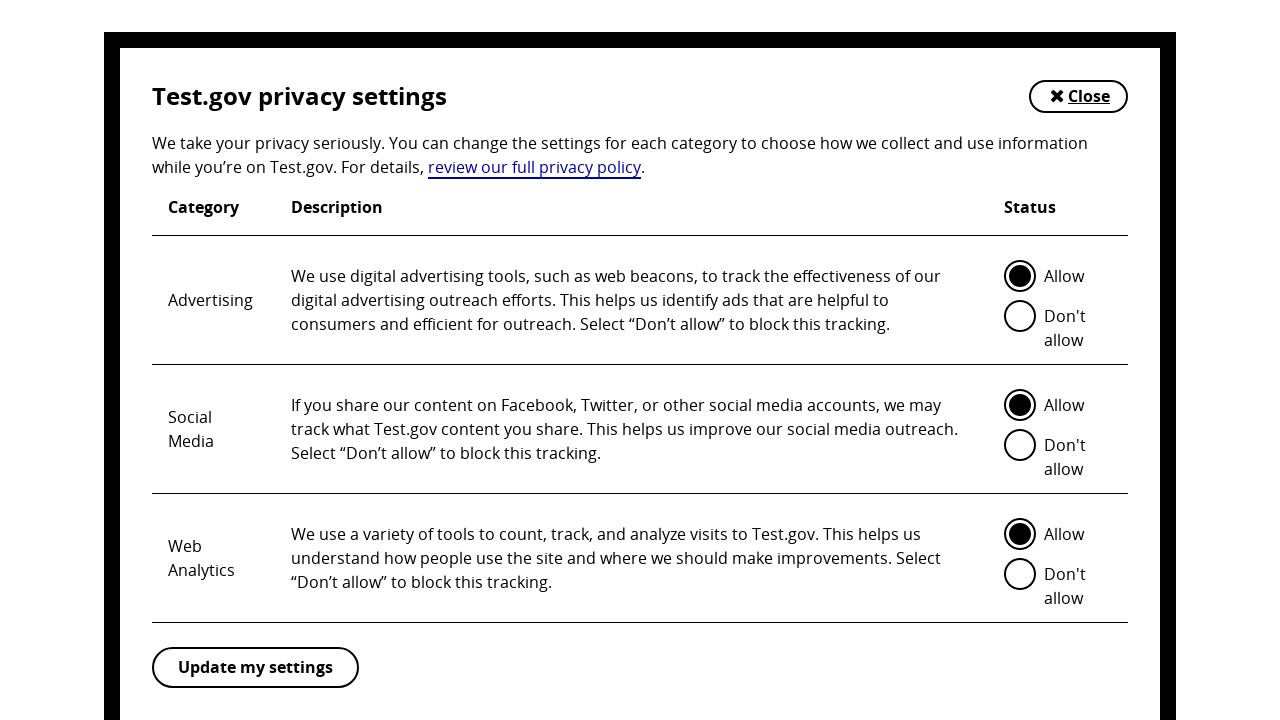 Test.gov privacy settings
✖ Close
We take your privacy seriously. You can change the settings for each category to choose how we collect and use information
while you’re on Test.gov. For details, review our full privacy policy.
Category Description Status
Advertising
We use digital advertising tools, such as web beacons, to track the effectiveness of our
digital advertising outreach efforts. This helps us identify ads that are helpful to
consumers and efficient for outreach. Select “Don’t allow” to block this tracking.
Allow
Don't
allow
Social
Media
If you share our content on Facebook, Twitter, or other social media accounts, we may
track what Test.gov content you share. This helps us improve our social media outreach.
Select “Don’t allow” to block this tracking.
Allow
Don't
allow
Web
Analytics
We use a variety of tools to count, track, and analyze visits to Test.gov. This helps us
understand how people use the site and where we should make improvements. Select
“Don’t allow” to block this tracking.
Allow
Don't
allow
Update my settings